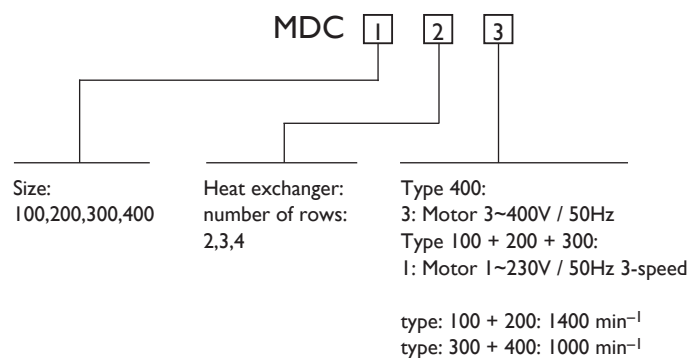 MDC 1 2 3
Size:
100,200,300,400
Heat exchanger:
number of rows:
2,3,4
Type 400:
3: Motor 3~400V / 50Hz
Type 100 + 200 + 300:
1: Motor 1~230V / 50Hz 3-speed
type: 100 + 200: 1400 min⁻¹
type: 300 + 400: 1000 min⁻¹